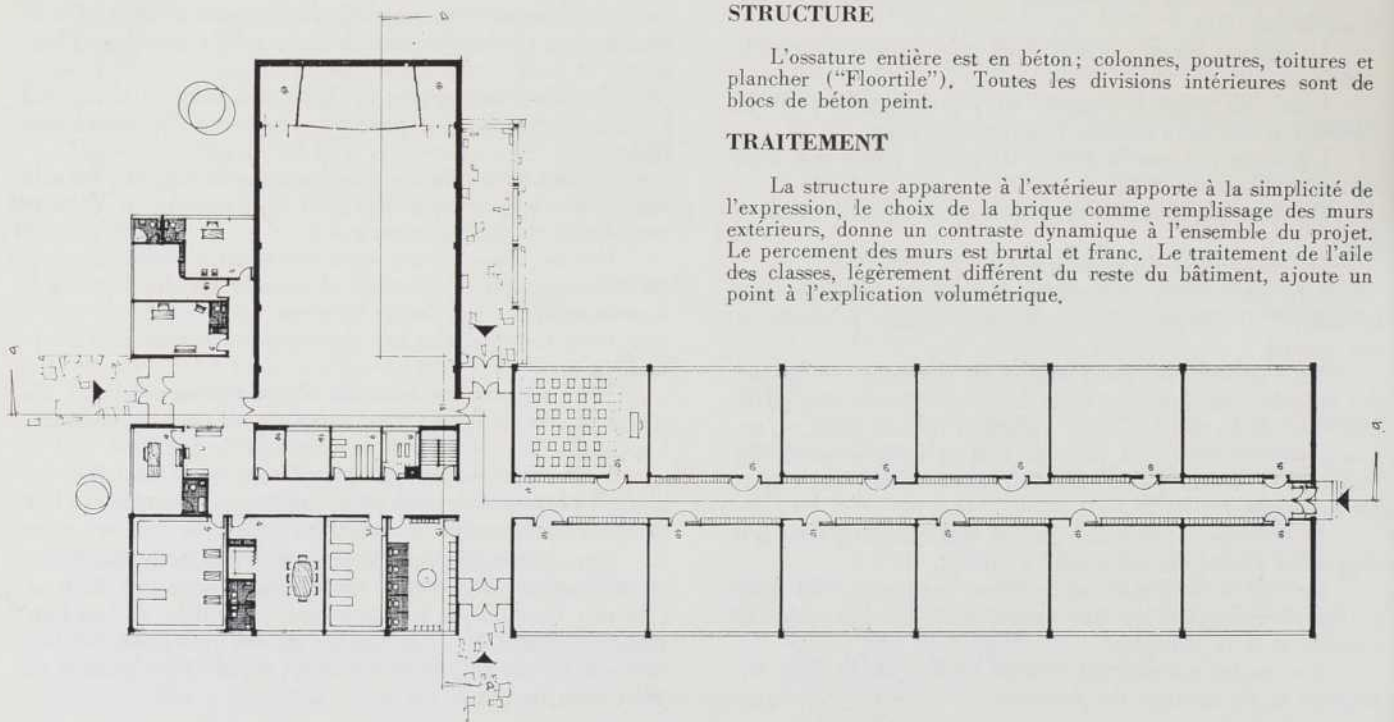 STRUCTURE
L'ossature entière est en béton; colonnes, poutres, toitures et
plancher ("Floortile"). Toutes les divisions intérieures sont de
blocs de béton peint.
TRAITEMENT
La structure apparente à l'extérieur apporte à la simplicité de
l'expression, le choix de la brique comme remplissage des murs
extérieurs, donne un contraste dynamique à l'ensemble du projet.
Le percement des murs est brutal et franc. Le traitement de l'aile
des classes, légèrement différent du reste du bâtiment, ajoute un
point à l'explication volumétrique.